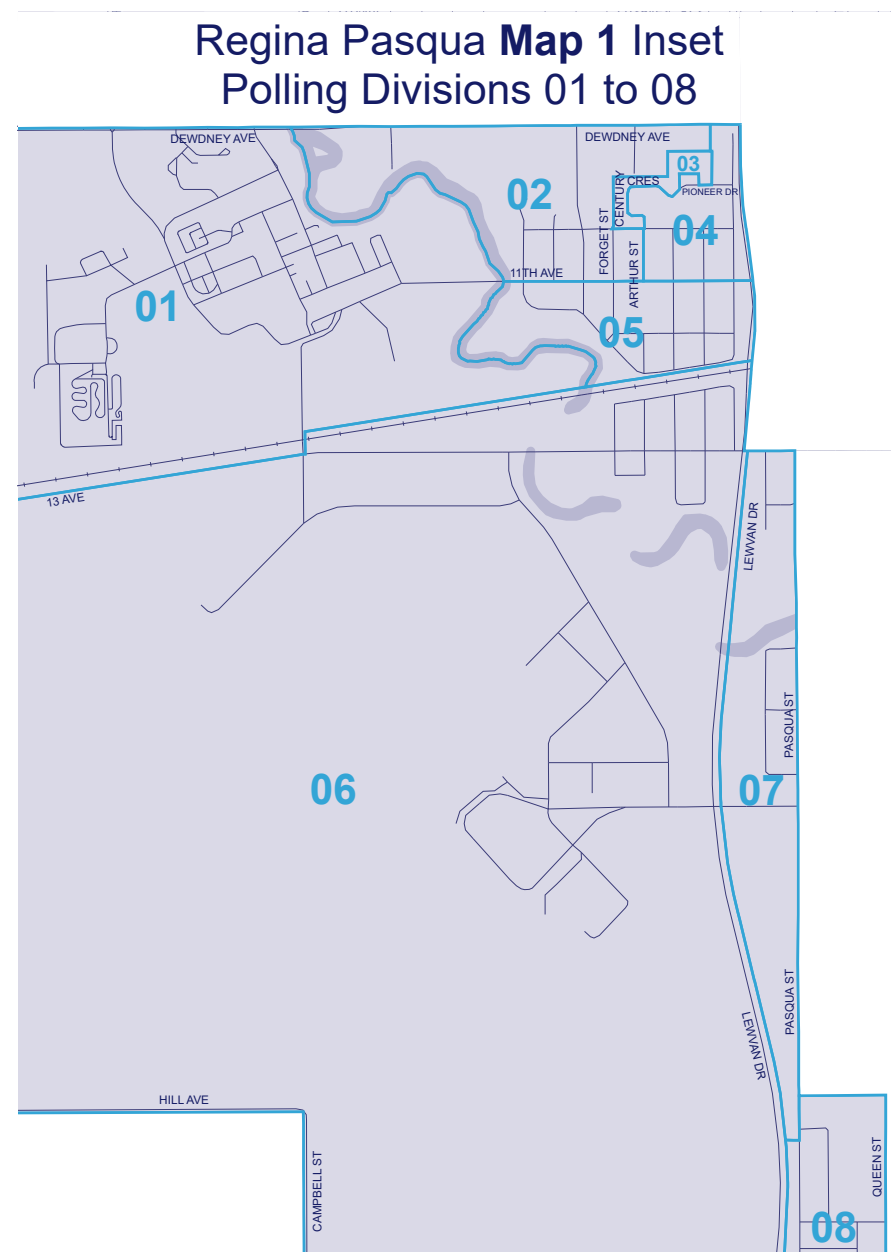 Regina Pasqua Map 1 Inset
Polling Divisions 01 to 08
DEWDNEY AVE
DEWDNEY AVE
03
CENTURY
CRES
PIONEER DR
02
FORGET ST
04
ARTHUR ST
11TH AVE
01
05
13 AVE
LEWVAN DR
PASQUA ST
06
07
PASQUA ST
LEWVAN DR
HILL AVE
CAMPBELL ST
QUEEN ST
08